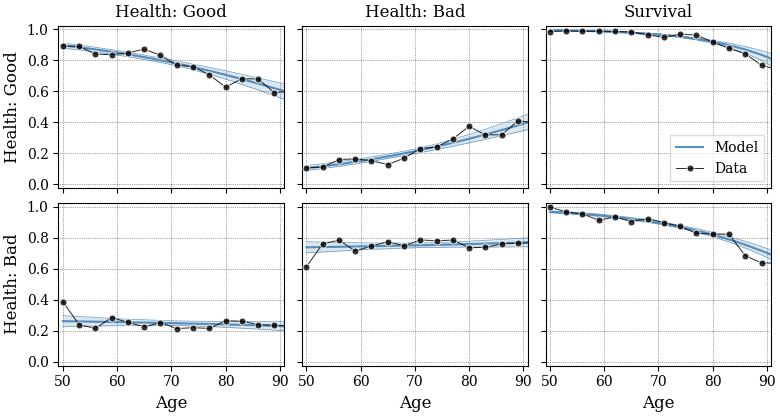 Health: Good Health: Bad Survival
Health: Good
1.0
0.8
0.6
0.4
0.2
0.0
Model
Data
Health: Bad
1.0
0.8
0.6
0.4
0.2
0.0
50 60 70 80 90 50 60 70 80 90 50 60 70 80 90
Age Age Age